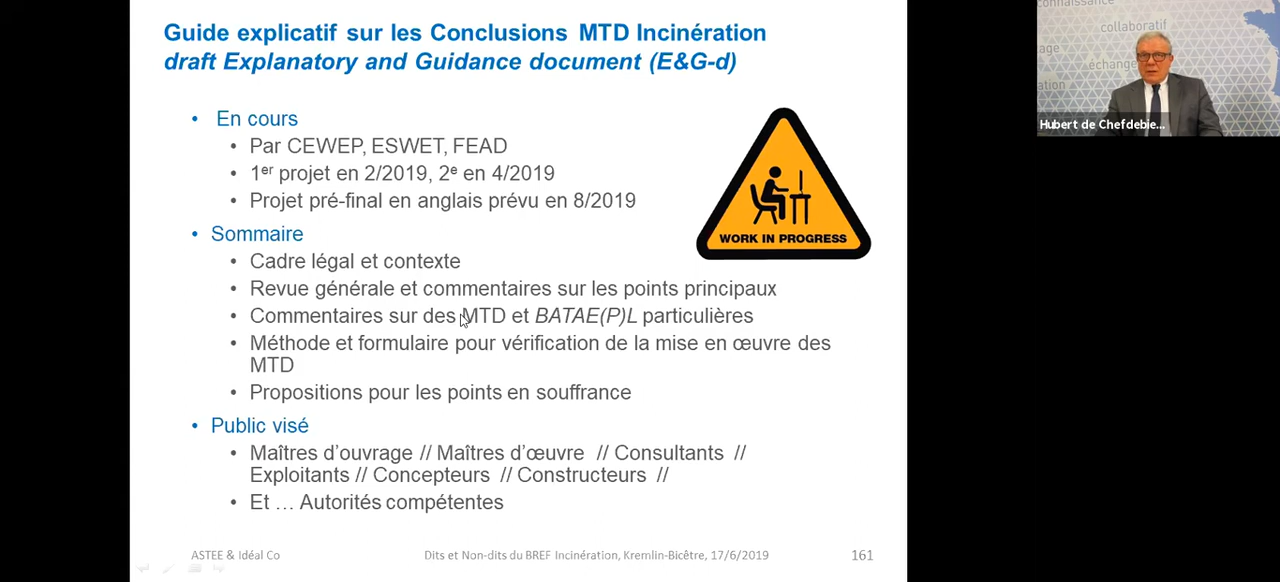 Guide explicatif sur les Conclusions MTD Incinération
draft Explanatory and Guidance document (E&G-d)
• En cours
• Par CEWEP, ESWET, FEAD
• 1er projet en 2/2019, 2e en 4/2019
• Projet pré-final en anglais prévu en 8/2019
WORK IN PROGRESS
• Sommaire
• Cadre légal et contexte
• Revue générale et commentaires sur les points principaux
• Commentaires sur des MTD et BATAE(P)L particulières
• Méthode et formulaire pour vérification de la mise en œuvre des
MTD
• Propositions pour les points en souffrance
• Public visé
• Maîtres d’ouvrage // Maîtres d’œuvre // Consultants //
Exploitants // Concepteurs // Constructeurs //
• Et … Autorités compétentes
ASTEE & Idéal Co
Dits et Non-dits du BREF Incinération, Kremlin-Bicêtre, 17/6/2019
161
connaissance
collaboratif
échange
Hubert de Chefdebie...